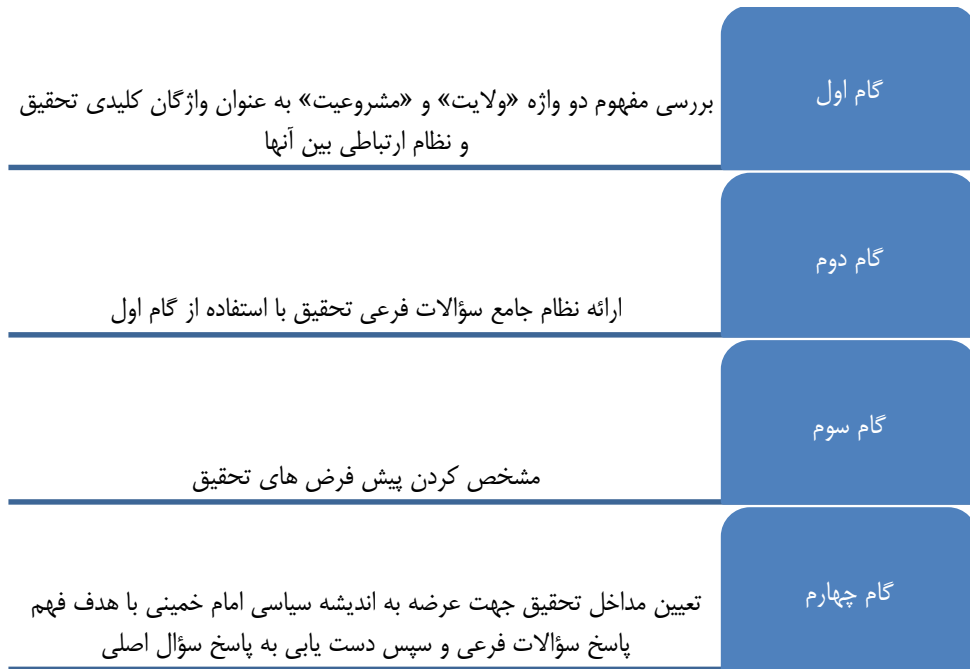 گام اول
بررسی مفهوم دو واژه «ولایت» و «مشروعیت» به عنوان واژگان کلیدی تحقیق
و نظام ارتباطی بین آنها
گام دوم
ارائه نظام جامع سؤالات فرعی تحقیق با استفاده از گام اول
گام سوم
مشخص کردن پیش فرض های تحقیق
گام چهارم
تعیین مداخل تحقیق جهت عرضه به اندیشه سیاسی امام خمینی با هدف فهم
پاسخ سؤالات فرعی و سپس دست یابی به پاسخ سؤال اصلی